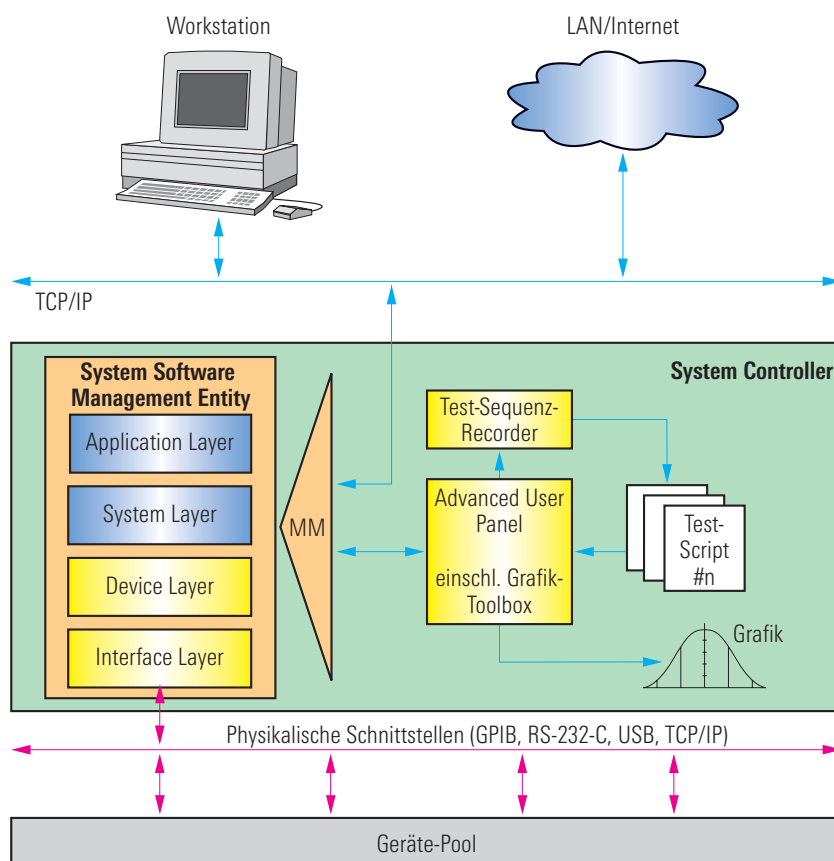 Workstation
LAN/Internet
TCP/IP
System Controller
System Software
Management Entity
Application Layer
System Layer
Device Layer
Interface Layer
MM
Test-Sequenz-
Recorder
Advanced User
Panel
einschl. Grafik-
Toolbox
Test-
Script
#n
Grafik
Physikalische Schnittstellen (GPIB, RS-232-C, USB, TCP/IP)
Geräte-Pool